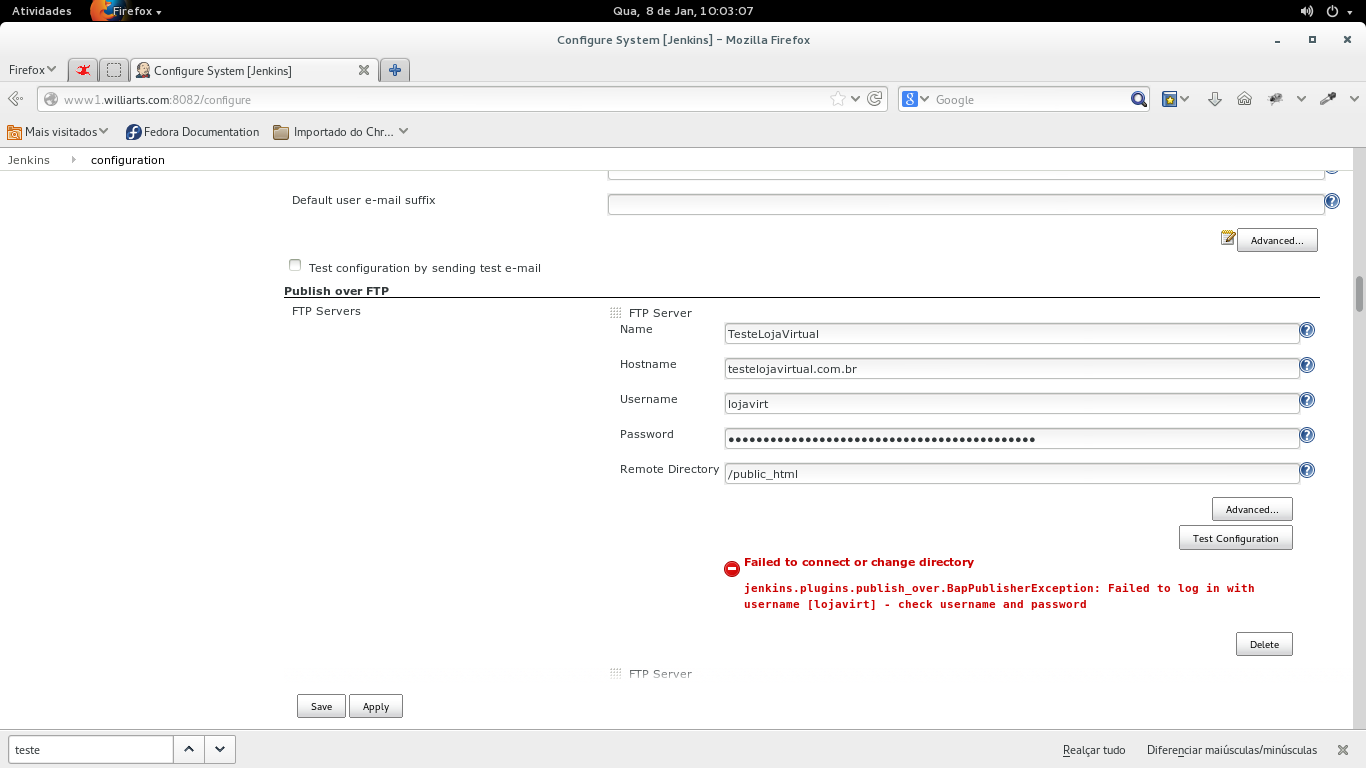 Atividades Firefox Qua, 8 de Jan, 10:03:07
Configure System [Jenkins] - Mozilla Firefox
Firefox Configure System [Jenkins]
www1.williarts.com:8082/configure Google
Mais visitados Fedora Documentation Importado do Chr...
Jenkins configuration
Default user e-mail suffix
Advanced...
Test configuration by sending test e-mail
Publish over FTP
FTP Servers FTP Server
Name TesteLojaVirtual
Hostname testelojavirtual.com.br
Username lojavirt
Password ••••••••••••••••••••••••••••••••••••••••••••
Remote Directory /public_html
Advanced...
Test Configuration
Failed to connect or change directory
jenkins.plugins.publish_over.BapPublisherException: Failed to log in with
username [lojavirt] - check username and password
Delete
FTP Server
Save Apply
teste Realçar tudo Diferenciar maiúsculas/minúsculas